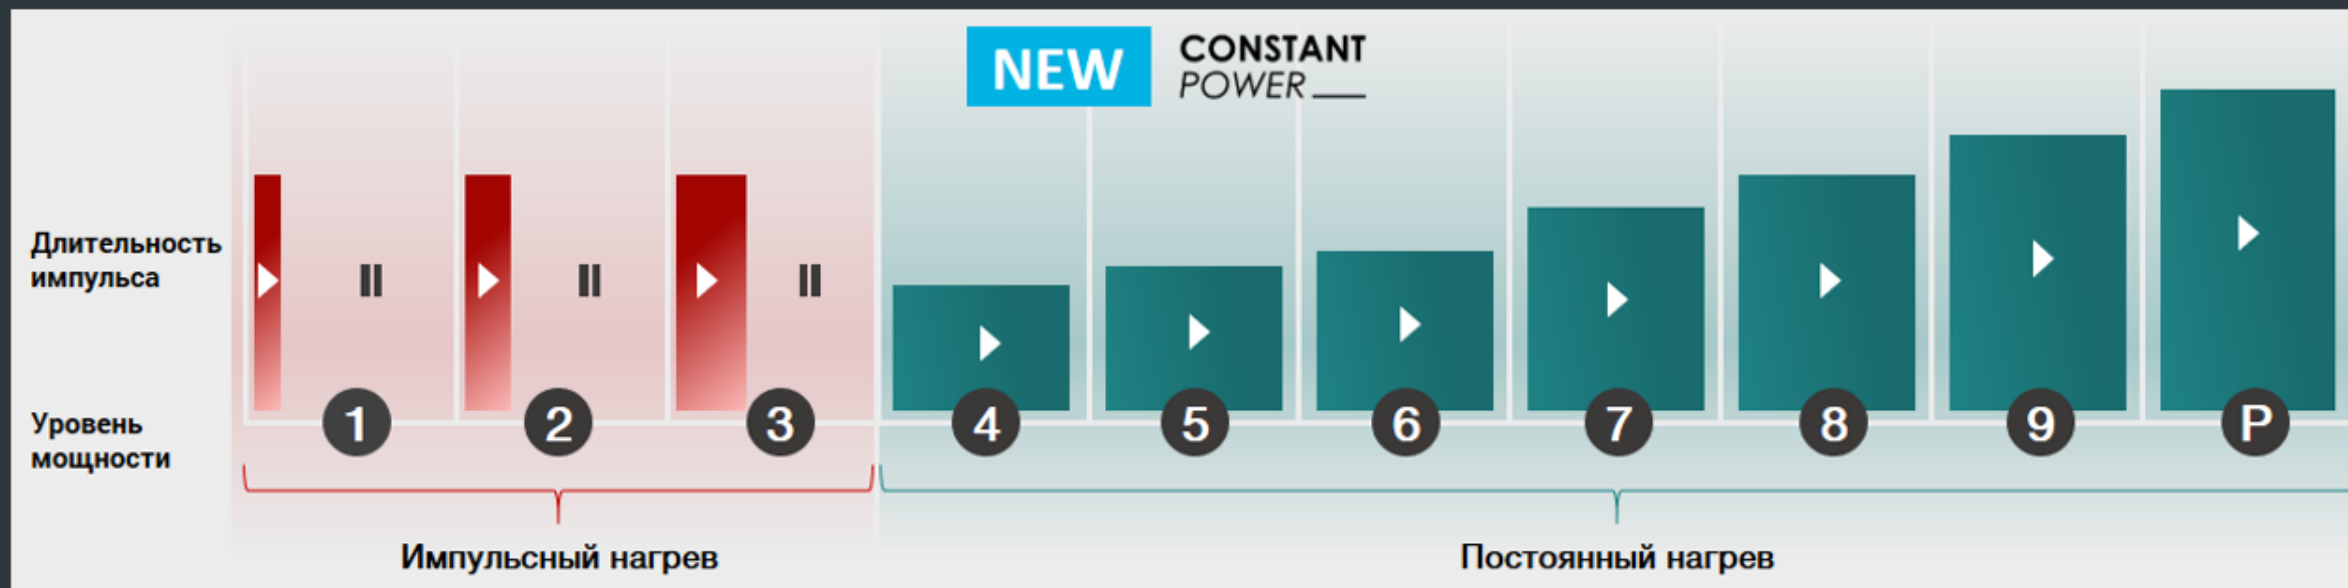 NEW
CONSTANT
POWER
Длительность
импульса
Уровень
мощности
1 2 3 4 5 6 7 8 9 P
Импульсный нагрев
Постоянный нагрев